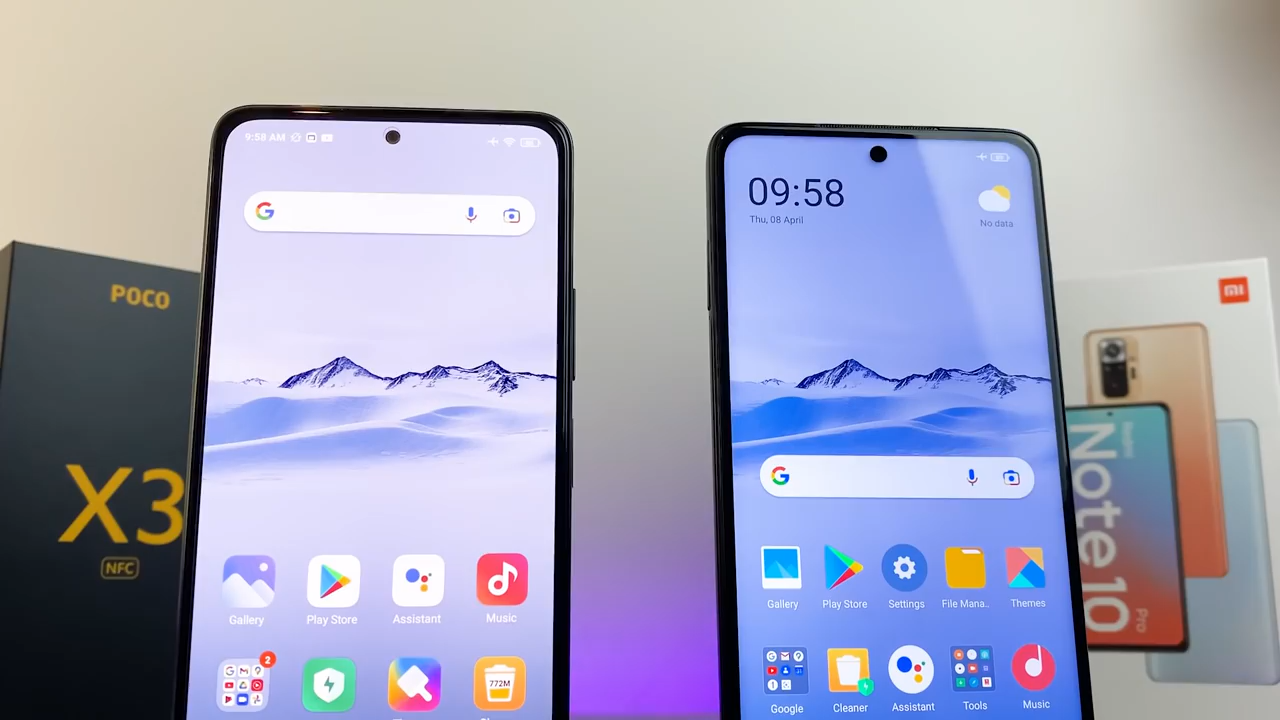 POCO
X3
NFC
9:58 AM
Gallery
Play Store
Assistant
Music
2
772M
09:58
Thu, 08 April
No data
Gallery
Play Store
Settings
File Mana..
Themes
Google
Cleaner
Assistant
Tools
Music
mi
Redmi
Note 10
Pro